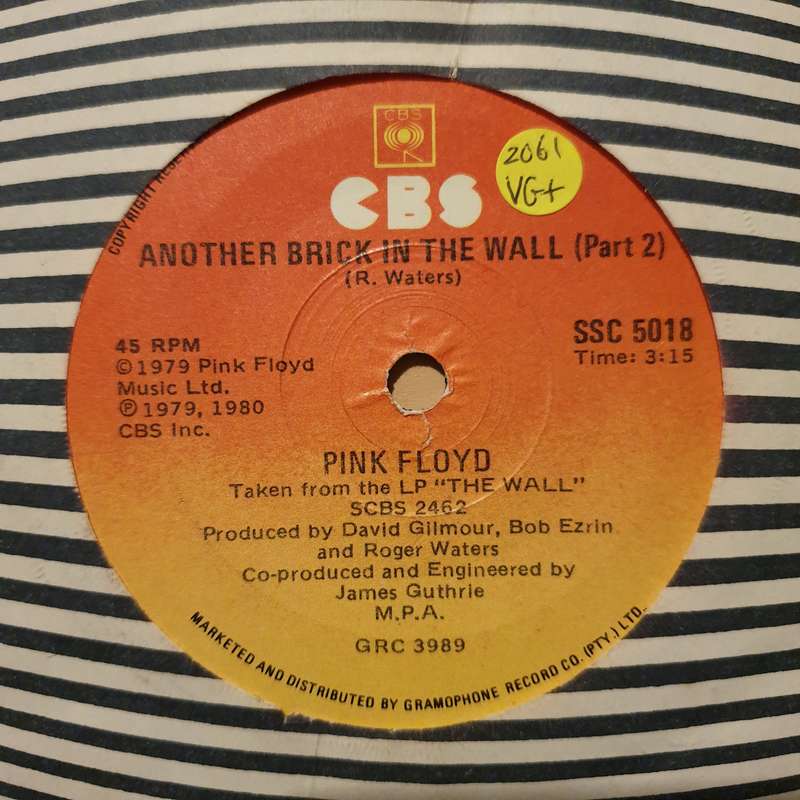 CBS
CBS
2061
VG+
ANOTHER BRICK IN THE WALL (Part 2)
(R. Waters)
45 RPM
©1979 Pink Floyd
Music Ltd.
℗ 1979, 1980
CBS Inc.
SSC 5018
Time: 3:15
PINK FLOYD
Taken from the LP "THE WALL"
SCBS 2462
Produced by David Gilmour, Bob Ezrin
and Roger Waters
Co-produced and Engineered by
James Guthrie
M.P.A.
GRC 3989
COPYRIGHT
MARKETED AND DISTRIBUTED BY GRAMOPHONE RECORD CO. (PTY.) LTD.